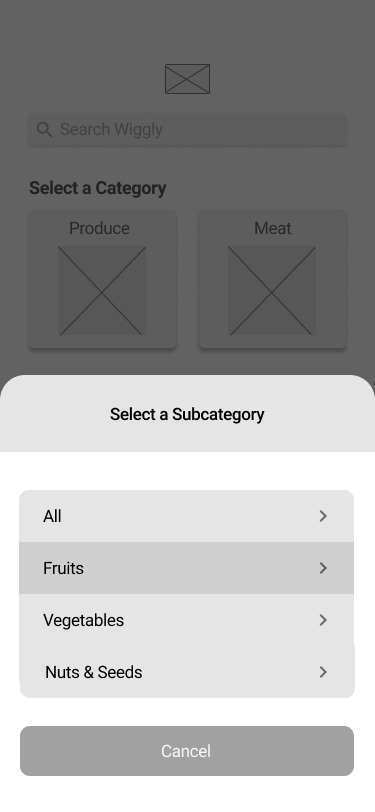 Search Wiggly
Select a Category
Produce
Meat
Select a Subcategory
All
Fruits
Vegetables
Nuts & Seeds
Cancel